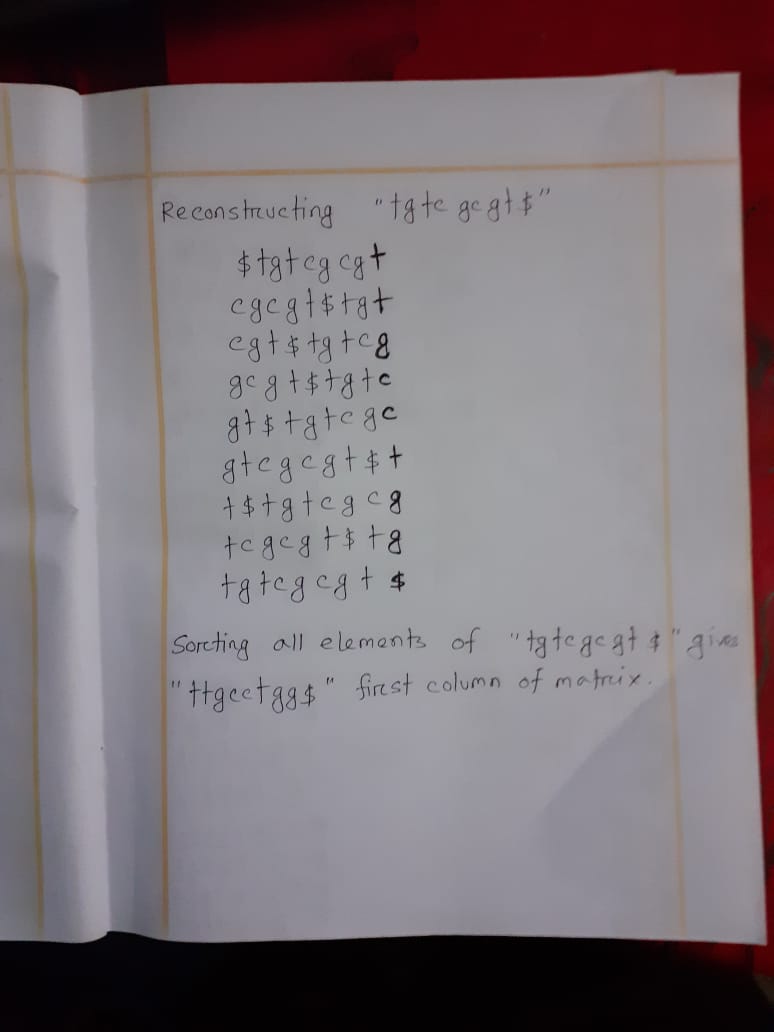 Reconstructing "tgtc gcgt$"
$tgtcgcgt
cgcgt$tgt
cgt$tgtcg
gcgt$tgtc
gt$tgtcgc
gtcgcgt$t
t$tgtcgcg
tcgcgt$tg
tgtcgcgt$
Sorcting all elements of "tgtcgcgt$" gives
"ttgcctgg$" first column of matrix.